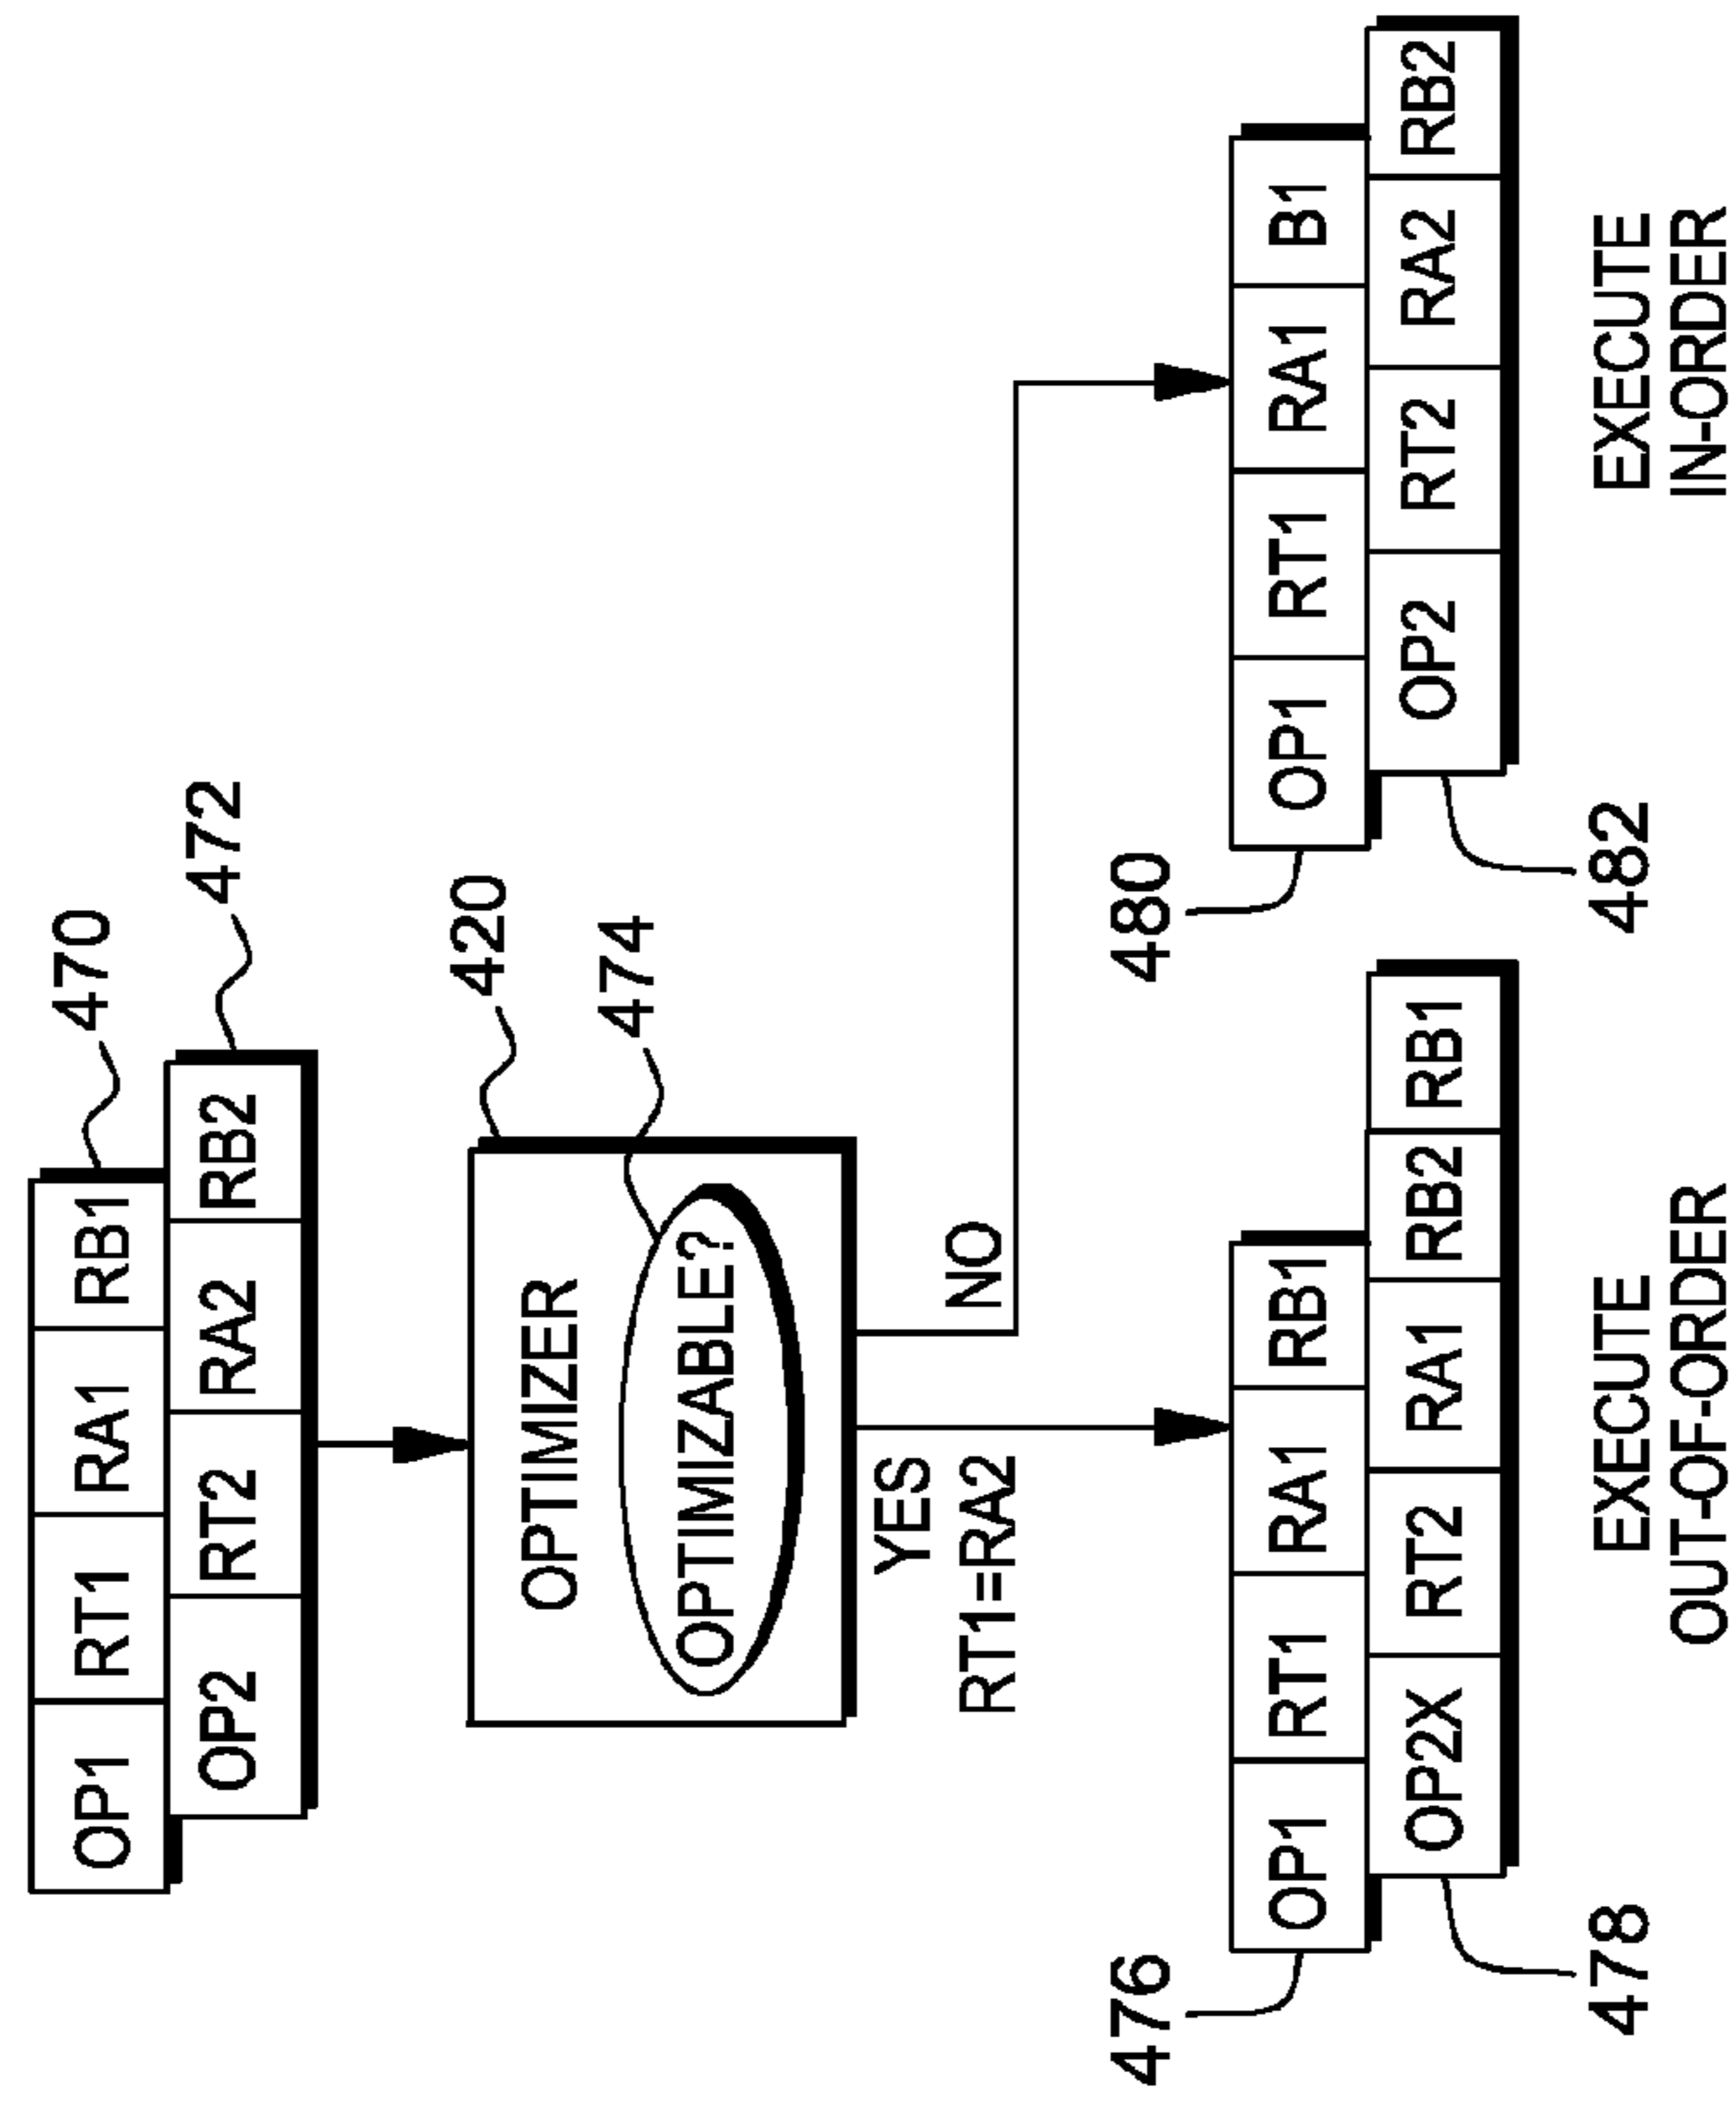 OP1 RT1 RA1 RB1
470
OP2 RT2 RA2 RB2
472
OPTIMIZER
420
OPTIMIZABLE?
474
YES
RT1=RA2
NO
476
OP1 RT1 RA1 RB1
OP2X RT2 RA1 RB2 RB1
478
EXECUTE
OUT-OF-ORDER
480
OP1 RT1 RA1 B1
OP2 RT2 RA2 RB2
482
EXECUTE
IN-ORDER